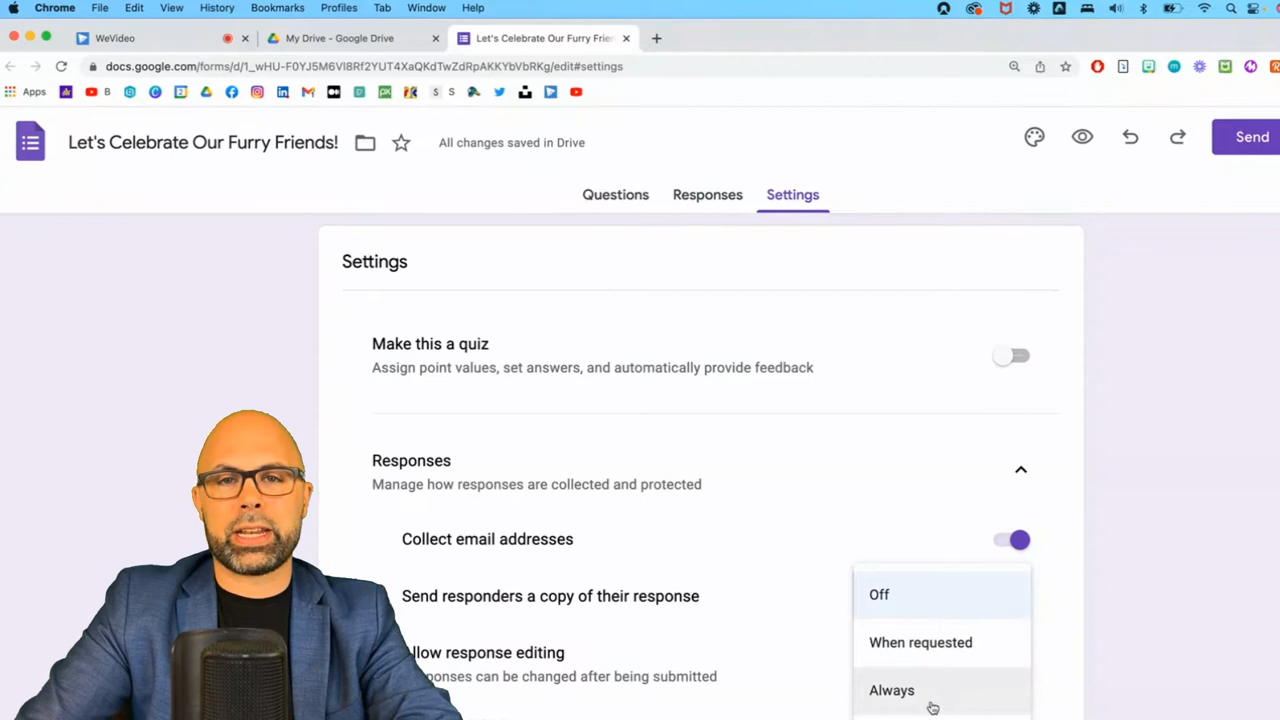 Chrome File Edit View History Bookmarks Profiles Tab Window Help
WeVideo
My Drive - Google Drive
Let's Celebrate Our Furry Frien
docs.google.com/forms/d/1_wHU-F0YJ5M6Vl8Rf2YUT4XaQKdTwZdRpAKKYbVbRKg/edit#settings
Apps B S
Let's Celebrate Our Furry Friends!
All changes saved in Drive
Send
Questions Responses Settings
Settings
Make this a quiz
Assign point values, set answers, and automatically provide feedback
Responses
Manage how responses are collected and protected
Collect email addresses
Off
Send responders a copy of their response
When requested
llow response editing
ponses can be changed after being submitted
Always